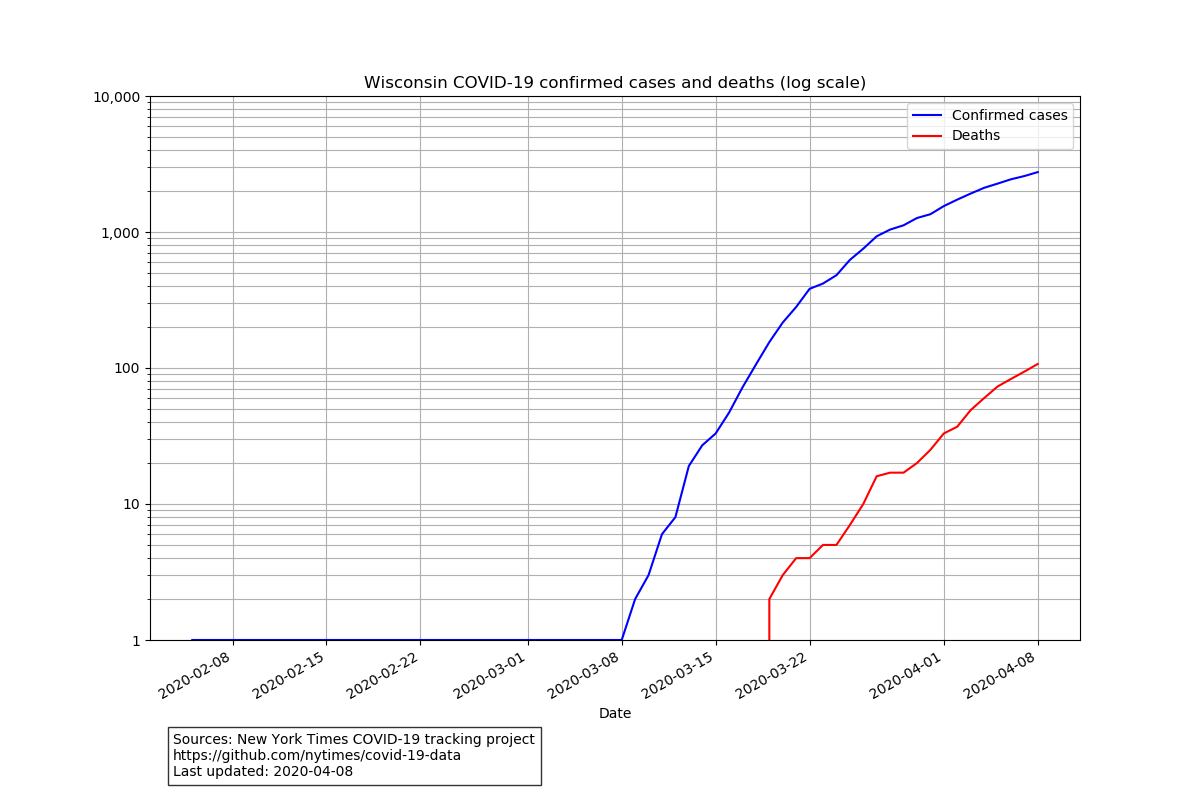 Wisconsin COVID-19 confirmed cases and deaths (log scale)
10,000
1,000
100
10
1
Confirmed cases
Deaths
2020-02-08
2020-02-15
2020-02-22
2020-03-01
2020-03-08
2020-03-15
2020-03-22
2020-04-01
2020-04-08
Date
Sources: New York Times COVID-19 tracking project
https://github.com/nytimes/covid-19-data
Last updated: 2020-04-08